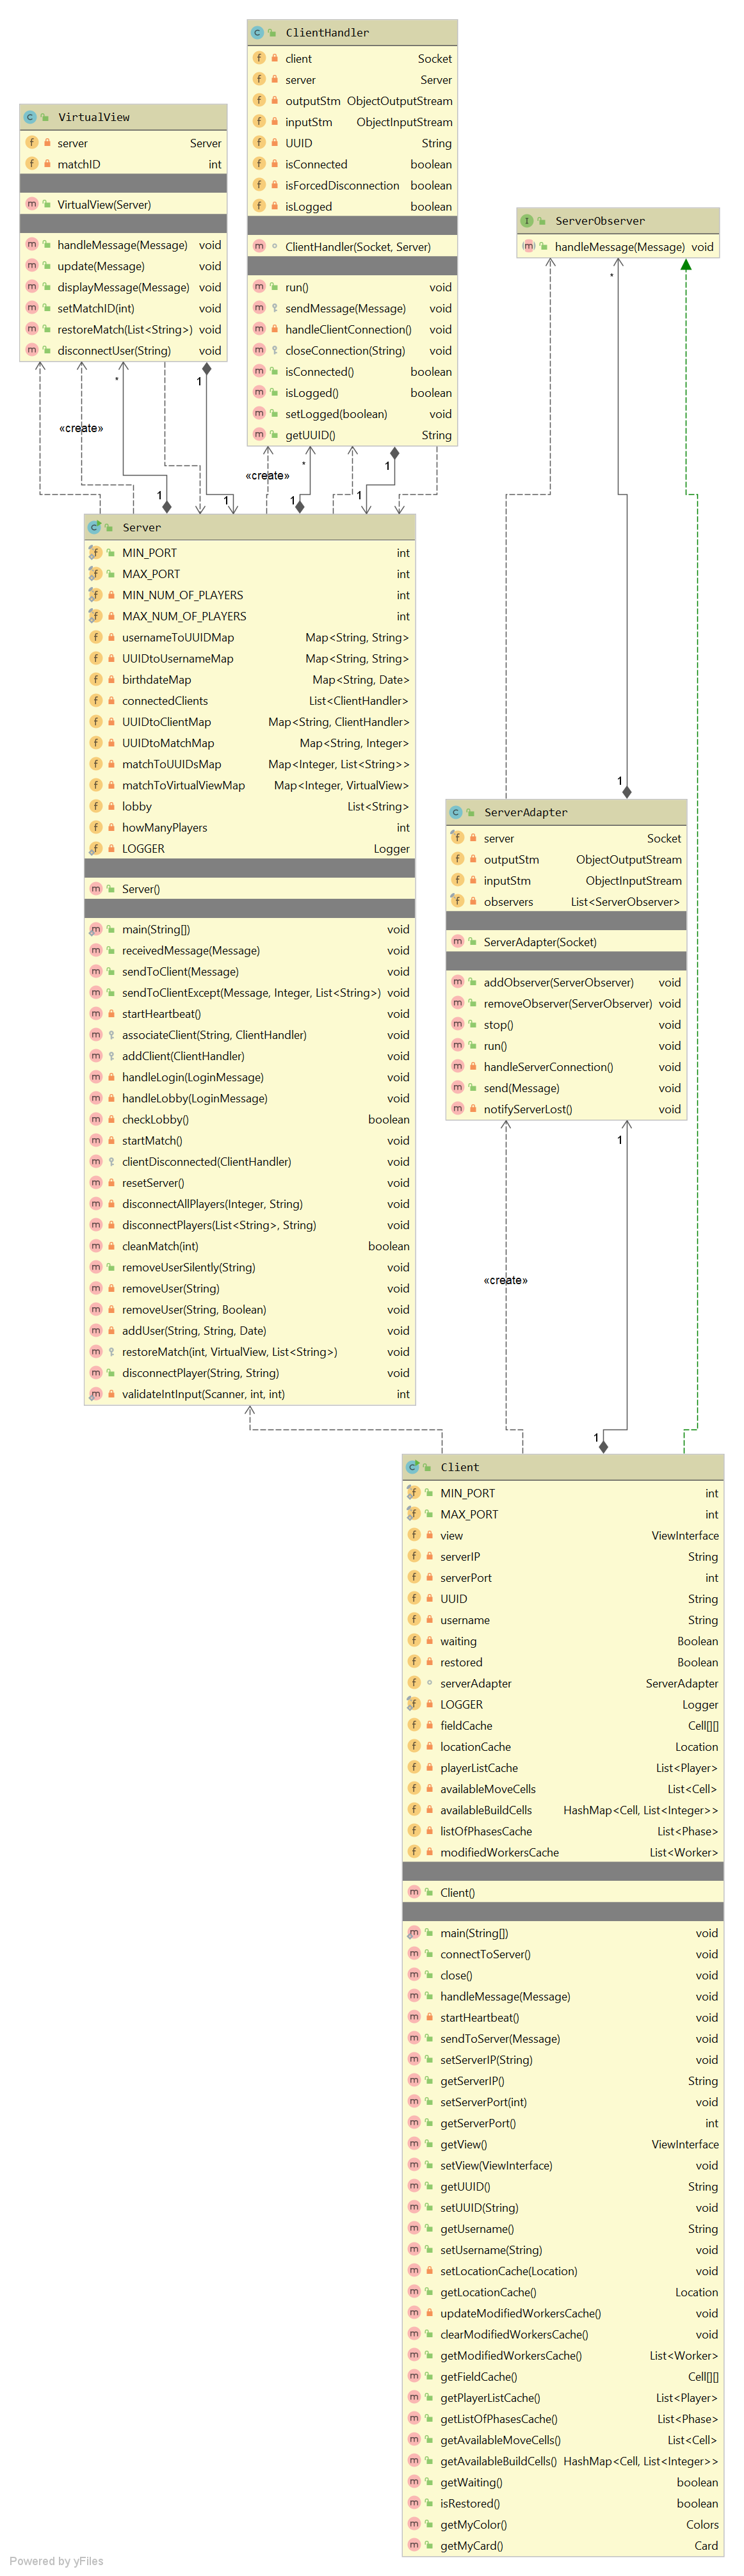 ClientHandler
client Socket
server Server
outputStm ObjectOutputStream
inputStm ObjectInputStream
UUID String
isConnected boolean
isForcedDisconnection boolean
isLogged boolean
ClientHandler(Socket, Server)
run() void
sendMessage(Message) void
handleClientConnection() void
closeConnection(String) void
isConnected() boolean
isLogged() boolean
setLogged(boolean) void
getUUID() String
VirtualView
server Server
matchID int
VirtualView(Server)
handleMessage(Message) void
update(Message) void
displayMessage(Message) void
setMatchID(int) void
restoreMatch(List<String>) void
disconnectUser(String) void
ServerObserver
handleMessage(Message) void
*
*
1
1
*
«create»
«create»
1
1
1
1
Server
MIN_PORT int
MAX_PORT int
MIN_NUM_OF_PLAYERS int
MAX_NUM_OF_PLAYERS int
usernameToUUIDMap Map<String, String>
UUIDtoUsernameMap Map<String, String>
birthdateMap Map<String, Date>
connectedClients List<ClientHandler>
UUIDtoClientMap Map<String, ClientHandler>
UUIDtoMatchMap Map<String, Integer>
matchToUUIDsMap Map<Integer, List<String>>
matchToVirtualViewMap Map<Integer, VirtualView>
lobby List<String>
howManyPlayers int
LOGGER Logger
Server()
main(String[]) void
receivedMessage(Message) void
sendToClient(Message) void
sendToClientExcept(Message, Integer, List<String>) void
startHeartbeat() void
associateClient(String, ClientHandler) void
addClient(ClientHandler) void
handleLogin(LoginMessage) void
handleLobby(LoginMessage) void
checkLobby() boolean
startMatch() void
clientDisconnected(ClientHandler) void
resetServer() void
disconnectAllPlayers(Integer, String) void
disconnectPlayers(List<String>, String) void
cleanMatch(int) boolean
removeUserSilently(String) void
removeUser(String) void
removeUser(String, Boolean) void
addUser(String, String, Date) void
restoreMatch(int, VirtualView, List<String>) void
disconnectPlayer(String, String) void
validateIntInput(Scanner, int, int) int
1
ServerAdapter
server Socket
outputStm ObjectOutputStream
inputStm ObjectInputStream
observers List<ServerObserver>
ServerAdapter(Socket)
addObserver(ServerObserver) void
removeObserver(ServerObserver) void
stop() void
run() void
handleServerConnection() void
send(Message) void
notifyServerLost() void
1
«create»
1
Client
MIN_PORT int
MAX_PORT int
view ViewInterface
serverIP String
serverPort int
UUID String
username String
waiting Boolean
restored Boolean
serverAdapter ServerAdapter
LOGGER Logger
fieldCache Cell[][]
locationCache Location
playerListCache List<Player>
availableMoveCells List<Cell>
availableBuildCells HashMap<Cell, List<Integer>>
listOfPhasesCache List<Phase>
modifiedWorkersCache List<Worker>
Client()
main(String[]) void
connectToServer() void
close() void
handleMessage(Message) void
startHeartbeat() void
sendToServer(Message) void
setServerIP(String) void
getServerIP() String
setServerPort(int) void
getServerPort() int
getView() ViewInterface
setView(ViewInterface) void
getUUID() String
setUUID(String) void
getUsername() String
setUsername(String) void
setLocationCache(Location) void
getLocationCache() Location
updateModifiedWorkersCache() void
clearModifiedWorkersCache() void
getModifiedWorkersCache() List<Worker>
getFieldCache() Cell[][]
getPlayerListCache() List<Player>
getListOfPhasesCache() List<Phase>
getAvailableMoveCells() List<Cell>
getAvailableBuildCells() HashMap<Cell, List<Integer>>
getWaiting() boolean
isRestored() boolean
getMyColor() Colors
getMyCard() Card
Powered by yFiles